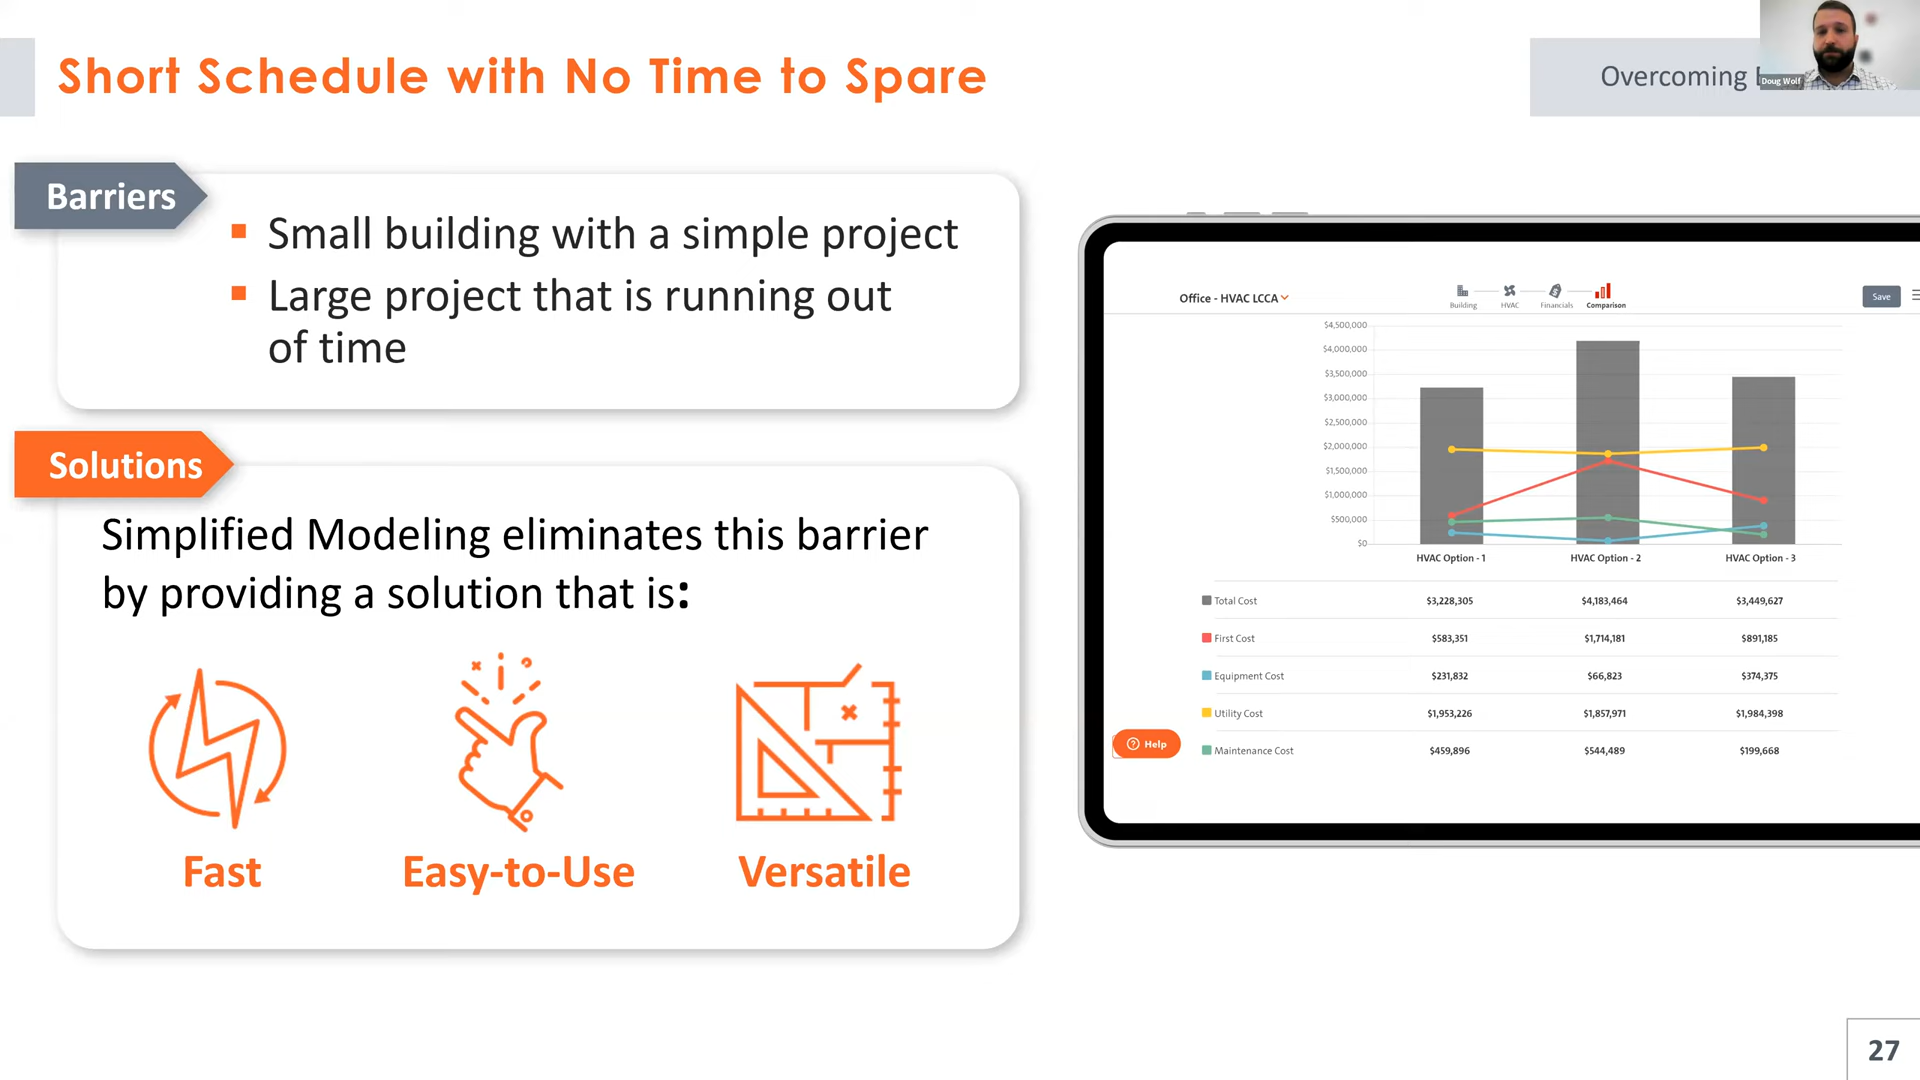 Short Schedule with No Time to Spare
Overcoming
Doug Wolf
Barriers
Small building with a simple project
Large project that is running out
of time
Solutions
Simplified Modeling eliminates this barrier
by providing a solution that is:
Fast
Easy-to-Use
Versatile
Office - HVAC LCCA
Building
HVAC
Financials
Comparison
Save
$4,500,000
$4,000,000
$3,500,000
$3,000,000
$2,500,000
$2,000,000
$1,500,000
$1,000,000
$500,000
$0
HVAC Option - 1
HVAC Option - 2
HVAC Option - 3
Total Cost $3,228,305 $4,183,464 $3,449,627
First Cost $583,351 $1,714,181 $891,185
Equipment Cost $231,832 $66,823 $374,375
Utility Cost $1,953,226 $1,857,971 $1,984,398
Maintenance Cost $459,896 $544,489 $199,668
Help
27